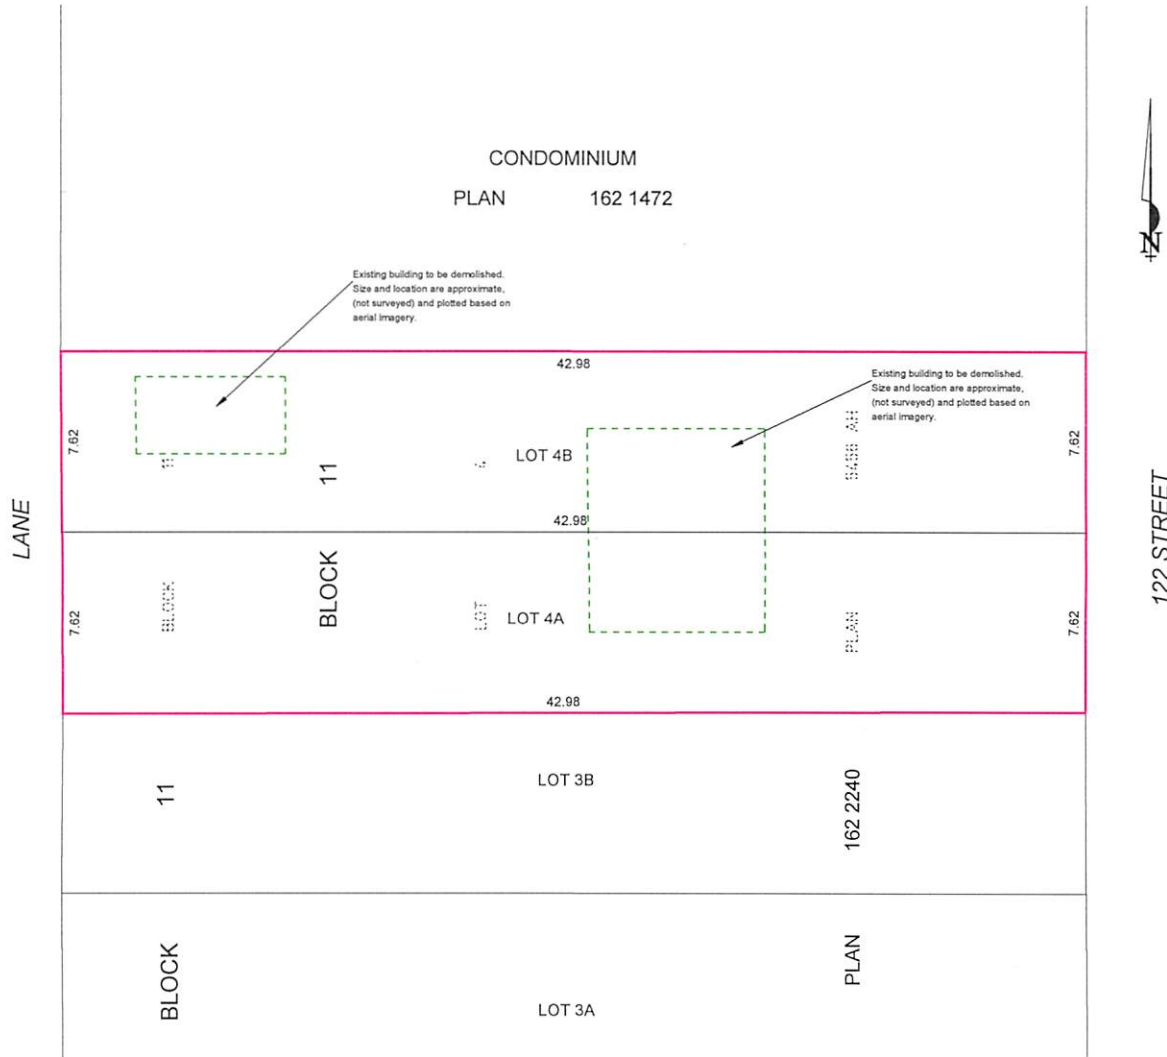 CONDOMINIUM
PLAN 162 1472
N
Existing building to be demolished.
Size and location are approximate,
(not surveyed) and plotted based on
aerial imagery.
42.98
Existing building to be demolished.
Size and location are approximate,
(not surveyed) and plotted based on
aerial imagery.
7.62
7.62
LOT 4B
11
42.98
LANE
122 STREET
BLOCK
BLOCK
LOT
LOT 4A
PLAN
7.62
7.62
42.98
LOT 3B
11
162 2240
BLOCK
PLAN
LOT 3A